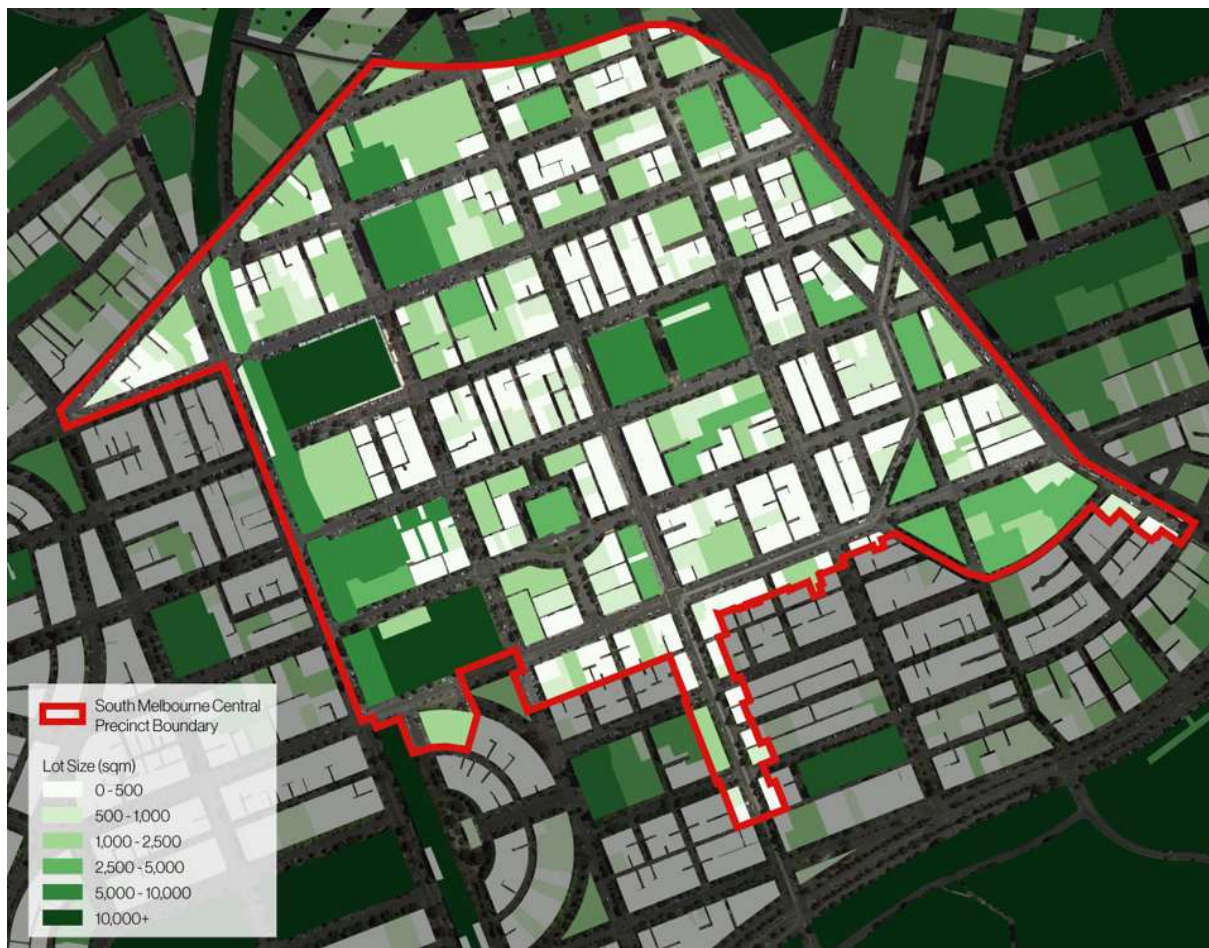 South Melbourne Central
Precinct Boundary
Lot Size (sqm)
0 - 500
500 - 1,000
1,000 - 2,500
2,500 - 5,000
5,000 - 10,000
10,000+